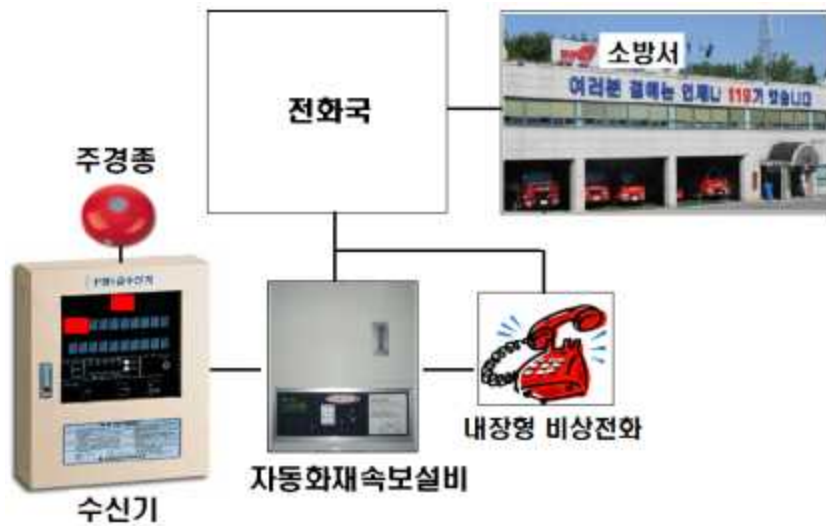 소방서
여러분 곁에는 언제나 119가 있습니다
전화국
주경종
내장형 비상전화
자동화재속보설비
수신기